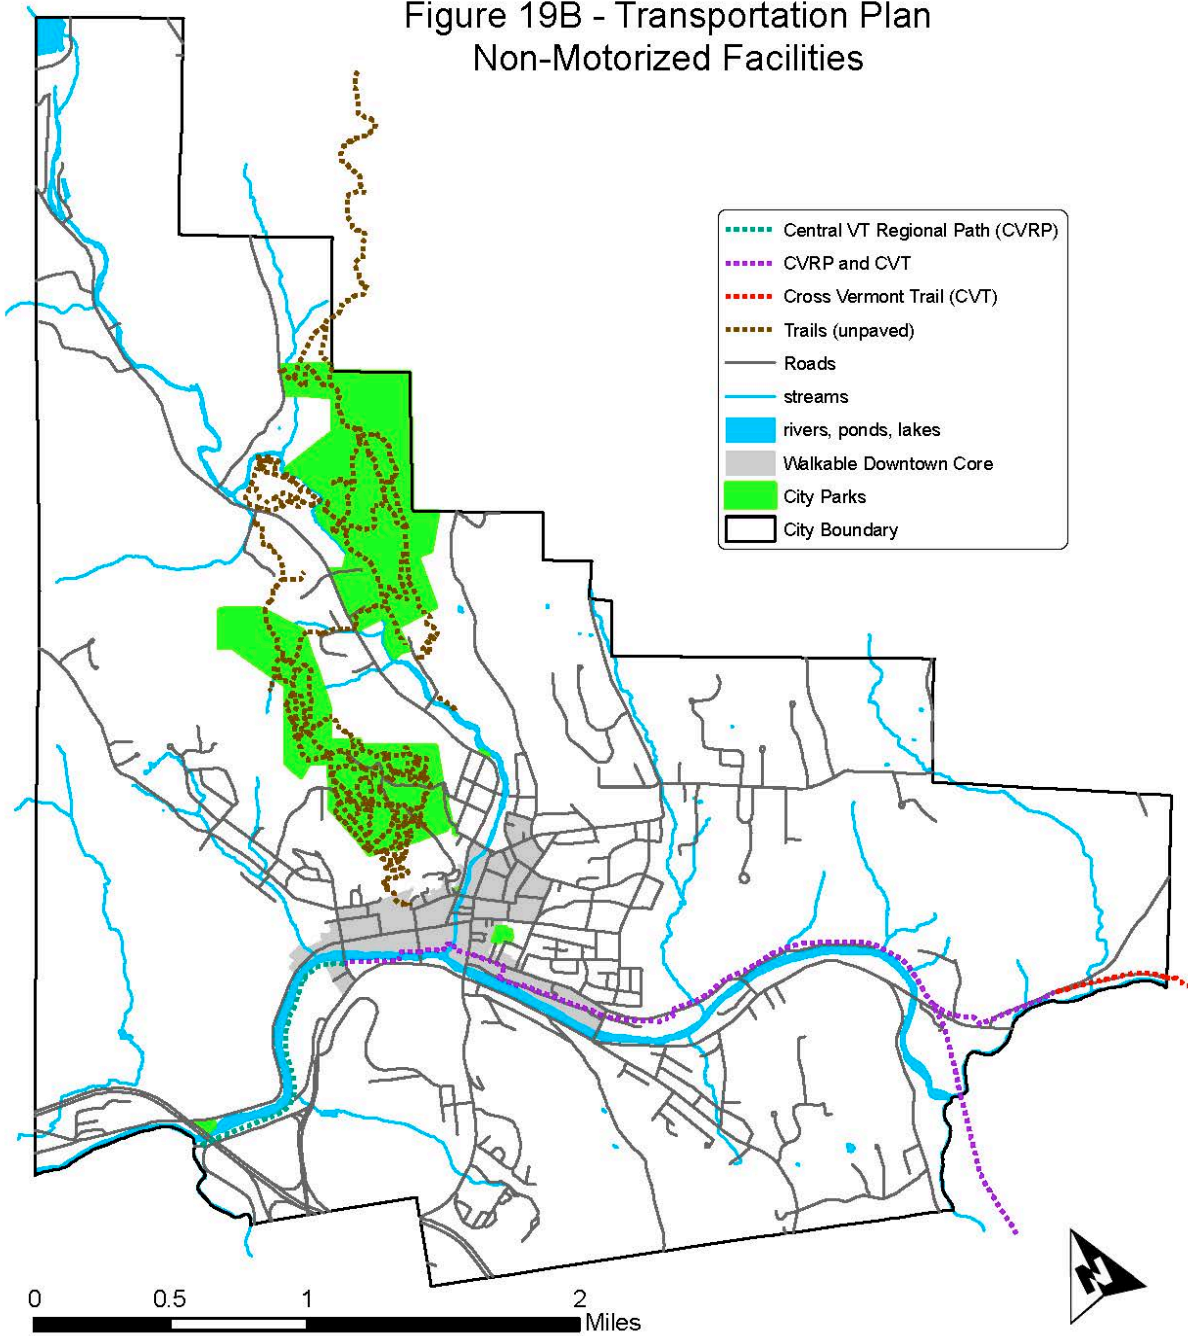 Figure 19B - Transportation Plan
Non-Motorized Facilities
Central VT Regional Path (CVRP)
CVRP and CVT
Cross Vermont Trail (CVT)
Trails (unpaved)
Roads
streams
rivers, ponds, lakes
Walkable Downtown Core
City Parks
City Boundary
N
0 0.5 1 2
Miles